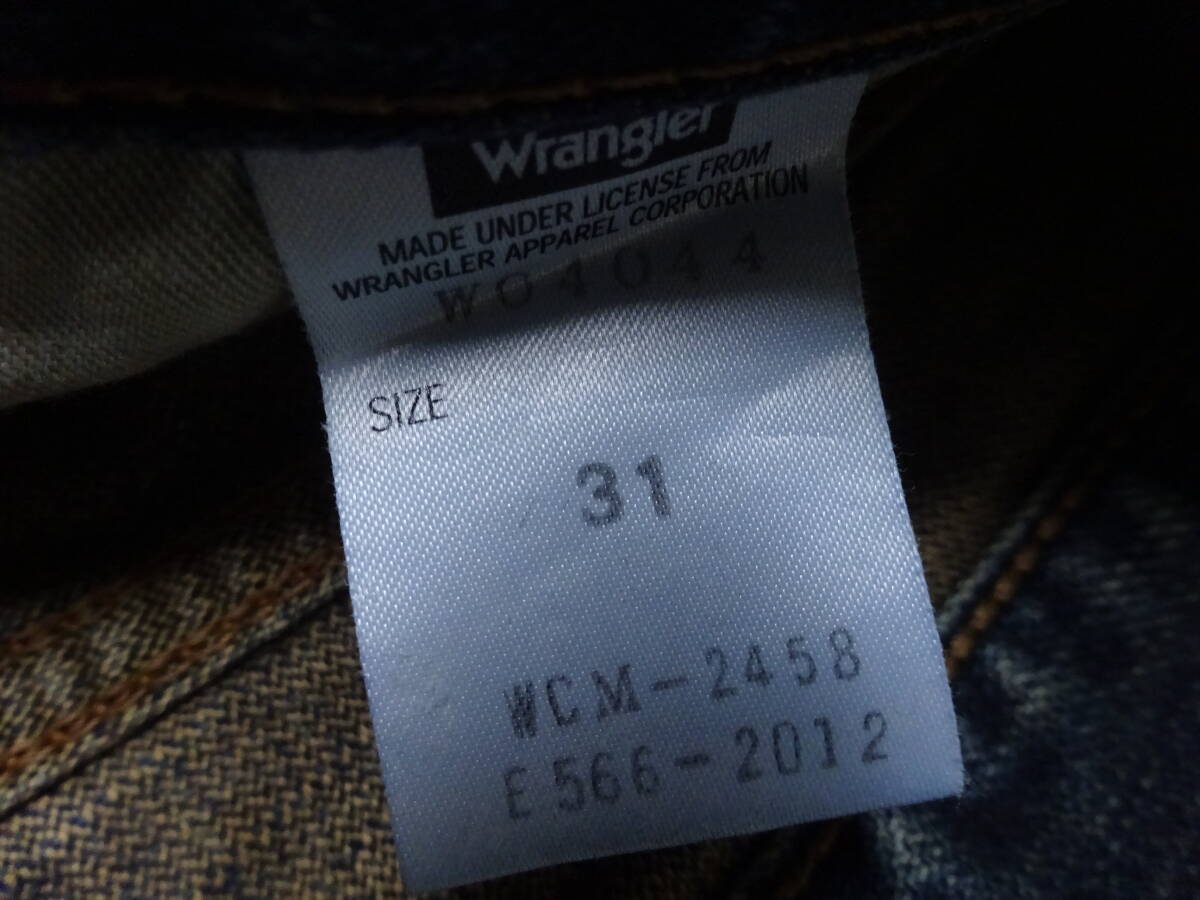 Wrangler
MADE UNDER LICENSE FROM
WRANGLER APPAREL CORPORATION
W04044
SIZE
31
WCM-2458
E566-2012